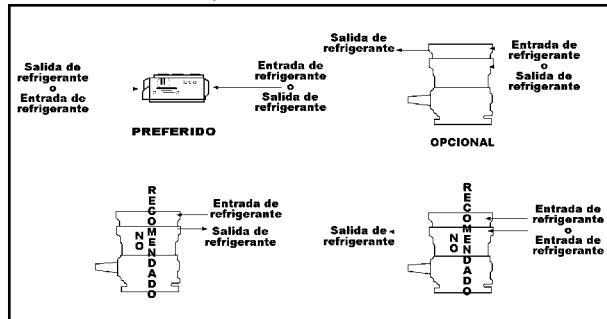 Salida de
refrigerante
o
Entrada de
refrigerante
Entrada de
refrigerante
o
Salida de
refrigerante
PREFERIDO
Salida de
refrigerante
Entrada de
refrigerante
o
Salida de
refrigerante
OPCIONAL
NO
RECOMENDADO
Entrada de
refrigerante
Salida de
refrigerante
Salida de
refrigerante
NO
RECOMENDADO
Entrada de
refrigerante
o
Entrada de
refrigerante